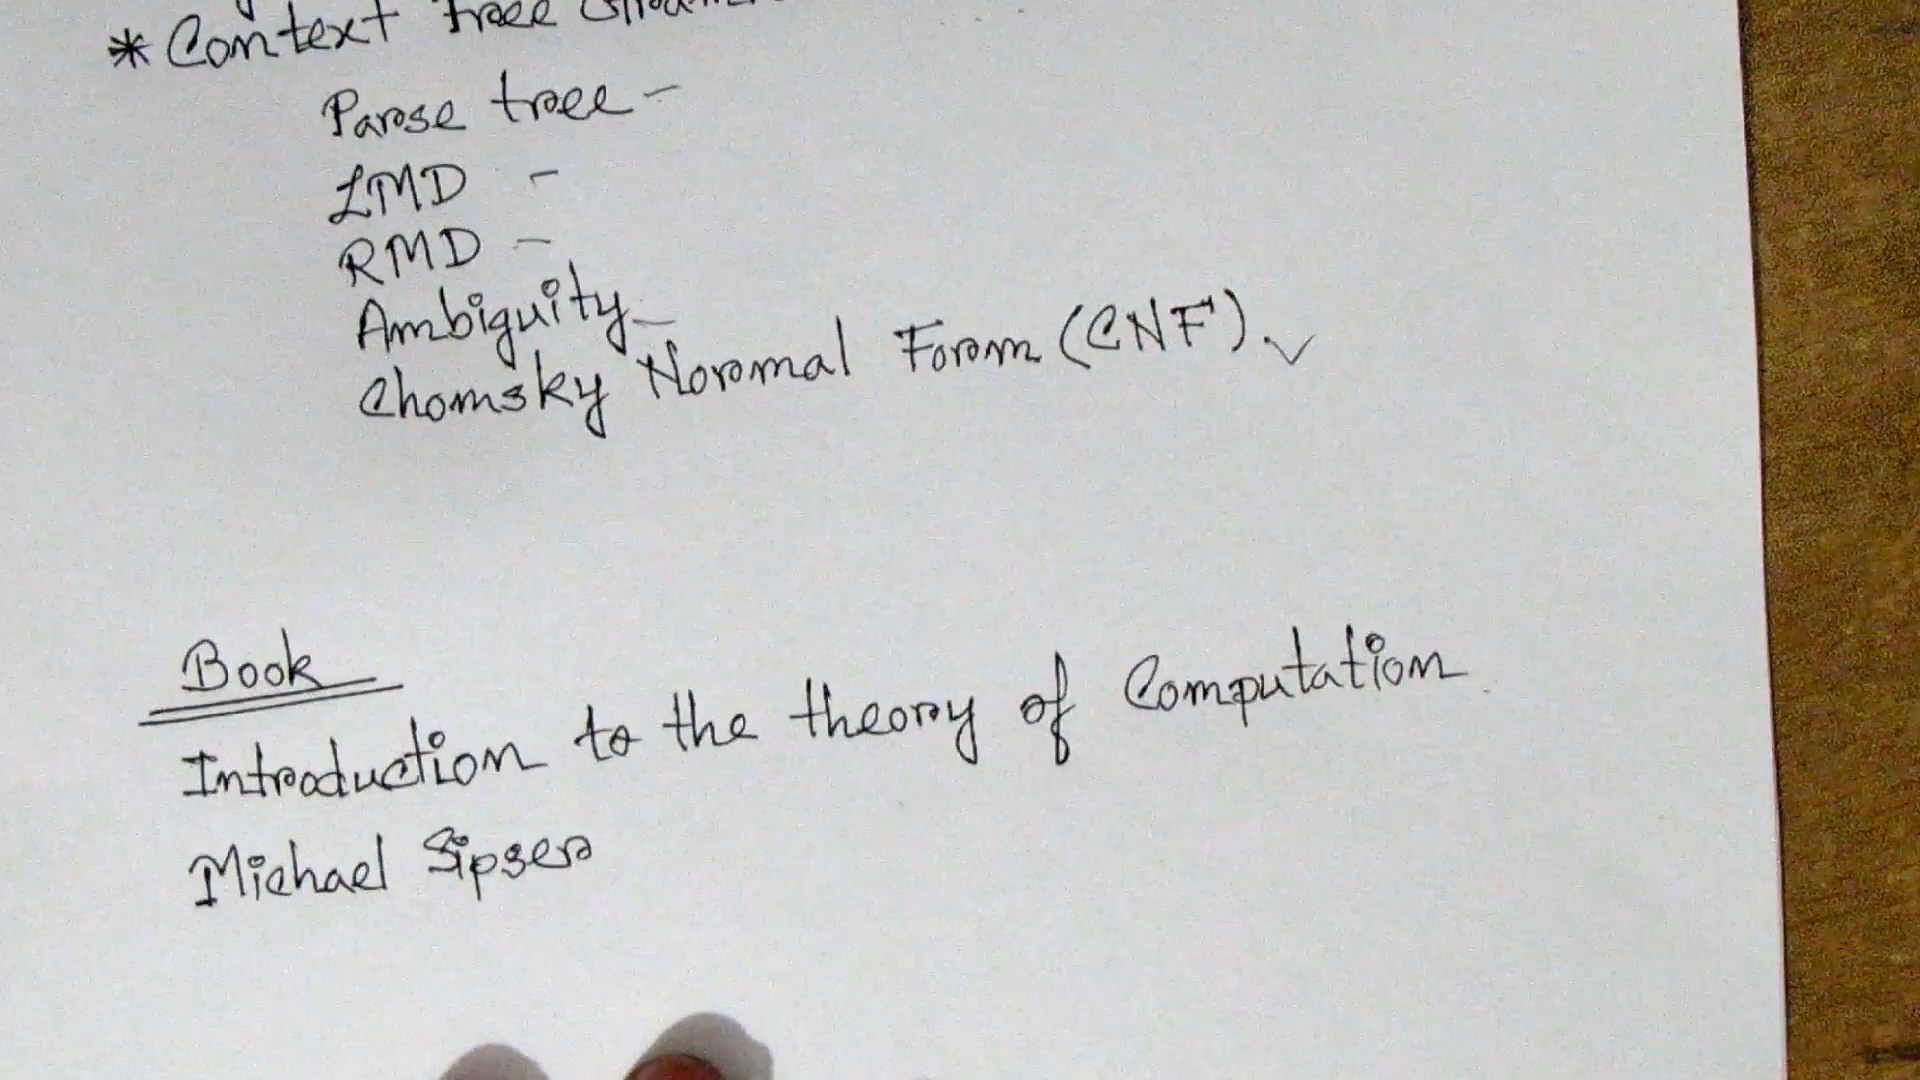 * Context free
Parse tree -
LMD -
RMD -
Ambiguity -
Chomsky Normal Form (CNF). ✓
Book
Introduction to the theory of Computation
Michael Sipser